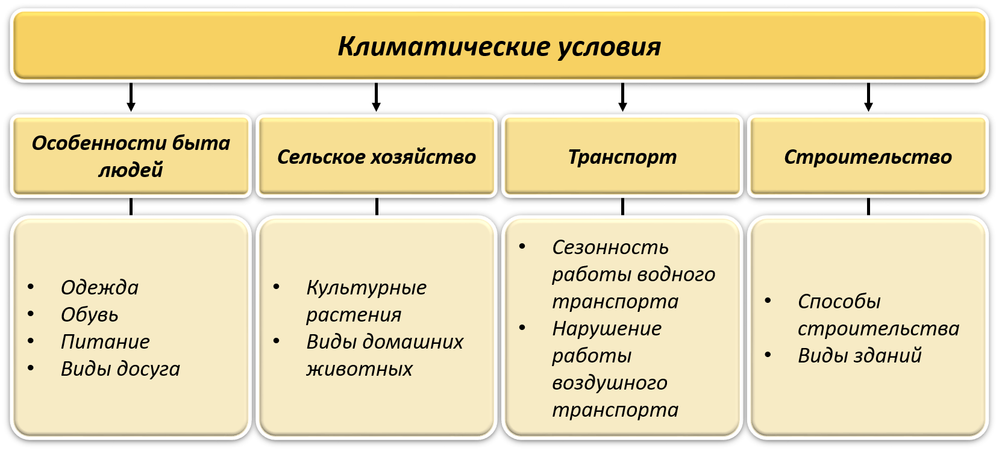 Климатические условия
Особенности быта
людей
Сельское хозяйство
Транспорт
Строительство
• Одежда
• Обувь
• Питание
• Виды досуга
• Культурные
растения
• Виды домашних
животных
• Сезонность
работы водного
транспорта
• Нарушение
работы
воздушного
транспорта
• Способы
строительства
• Виды зданий